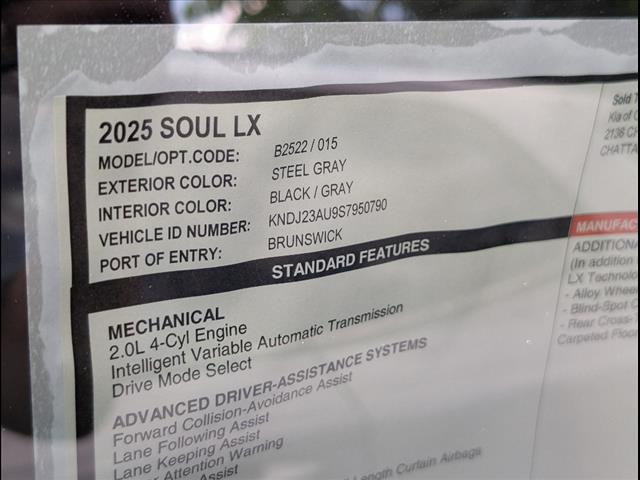 2025 SOUL LX
MODEL/OPT.CODE: B2522 / 015
EXTERIOR COLOR: STEEL GRAY
INTERIOR COLOR: BLACK / GRAY
VEHICLE ID NUMBER: KNDJ23AU9S7950790
PORT OF ENTRY: BRUNSWICK
STANDARD FEATURES
MECHANICAL
2.0L 4-Cyl Engine
Intelligent Variable Automatic Transmission
Drive Mode Select
ADVANCED DRIVER-ASSISTANCE SYSTEMS
Forward Collision-Avoidance Assist
Lane Following Assist
Lane Keeping Assist
Attention Warning
Assist
Length Curtain Airbags
Sold
Kia of
2136
CHATTA
MANUFAC
ADDITIONA
(In addition
LX Technolo
- Alloy Whee
- Blind-Spot
- Rear Cross-
Carpeted Floor